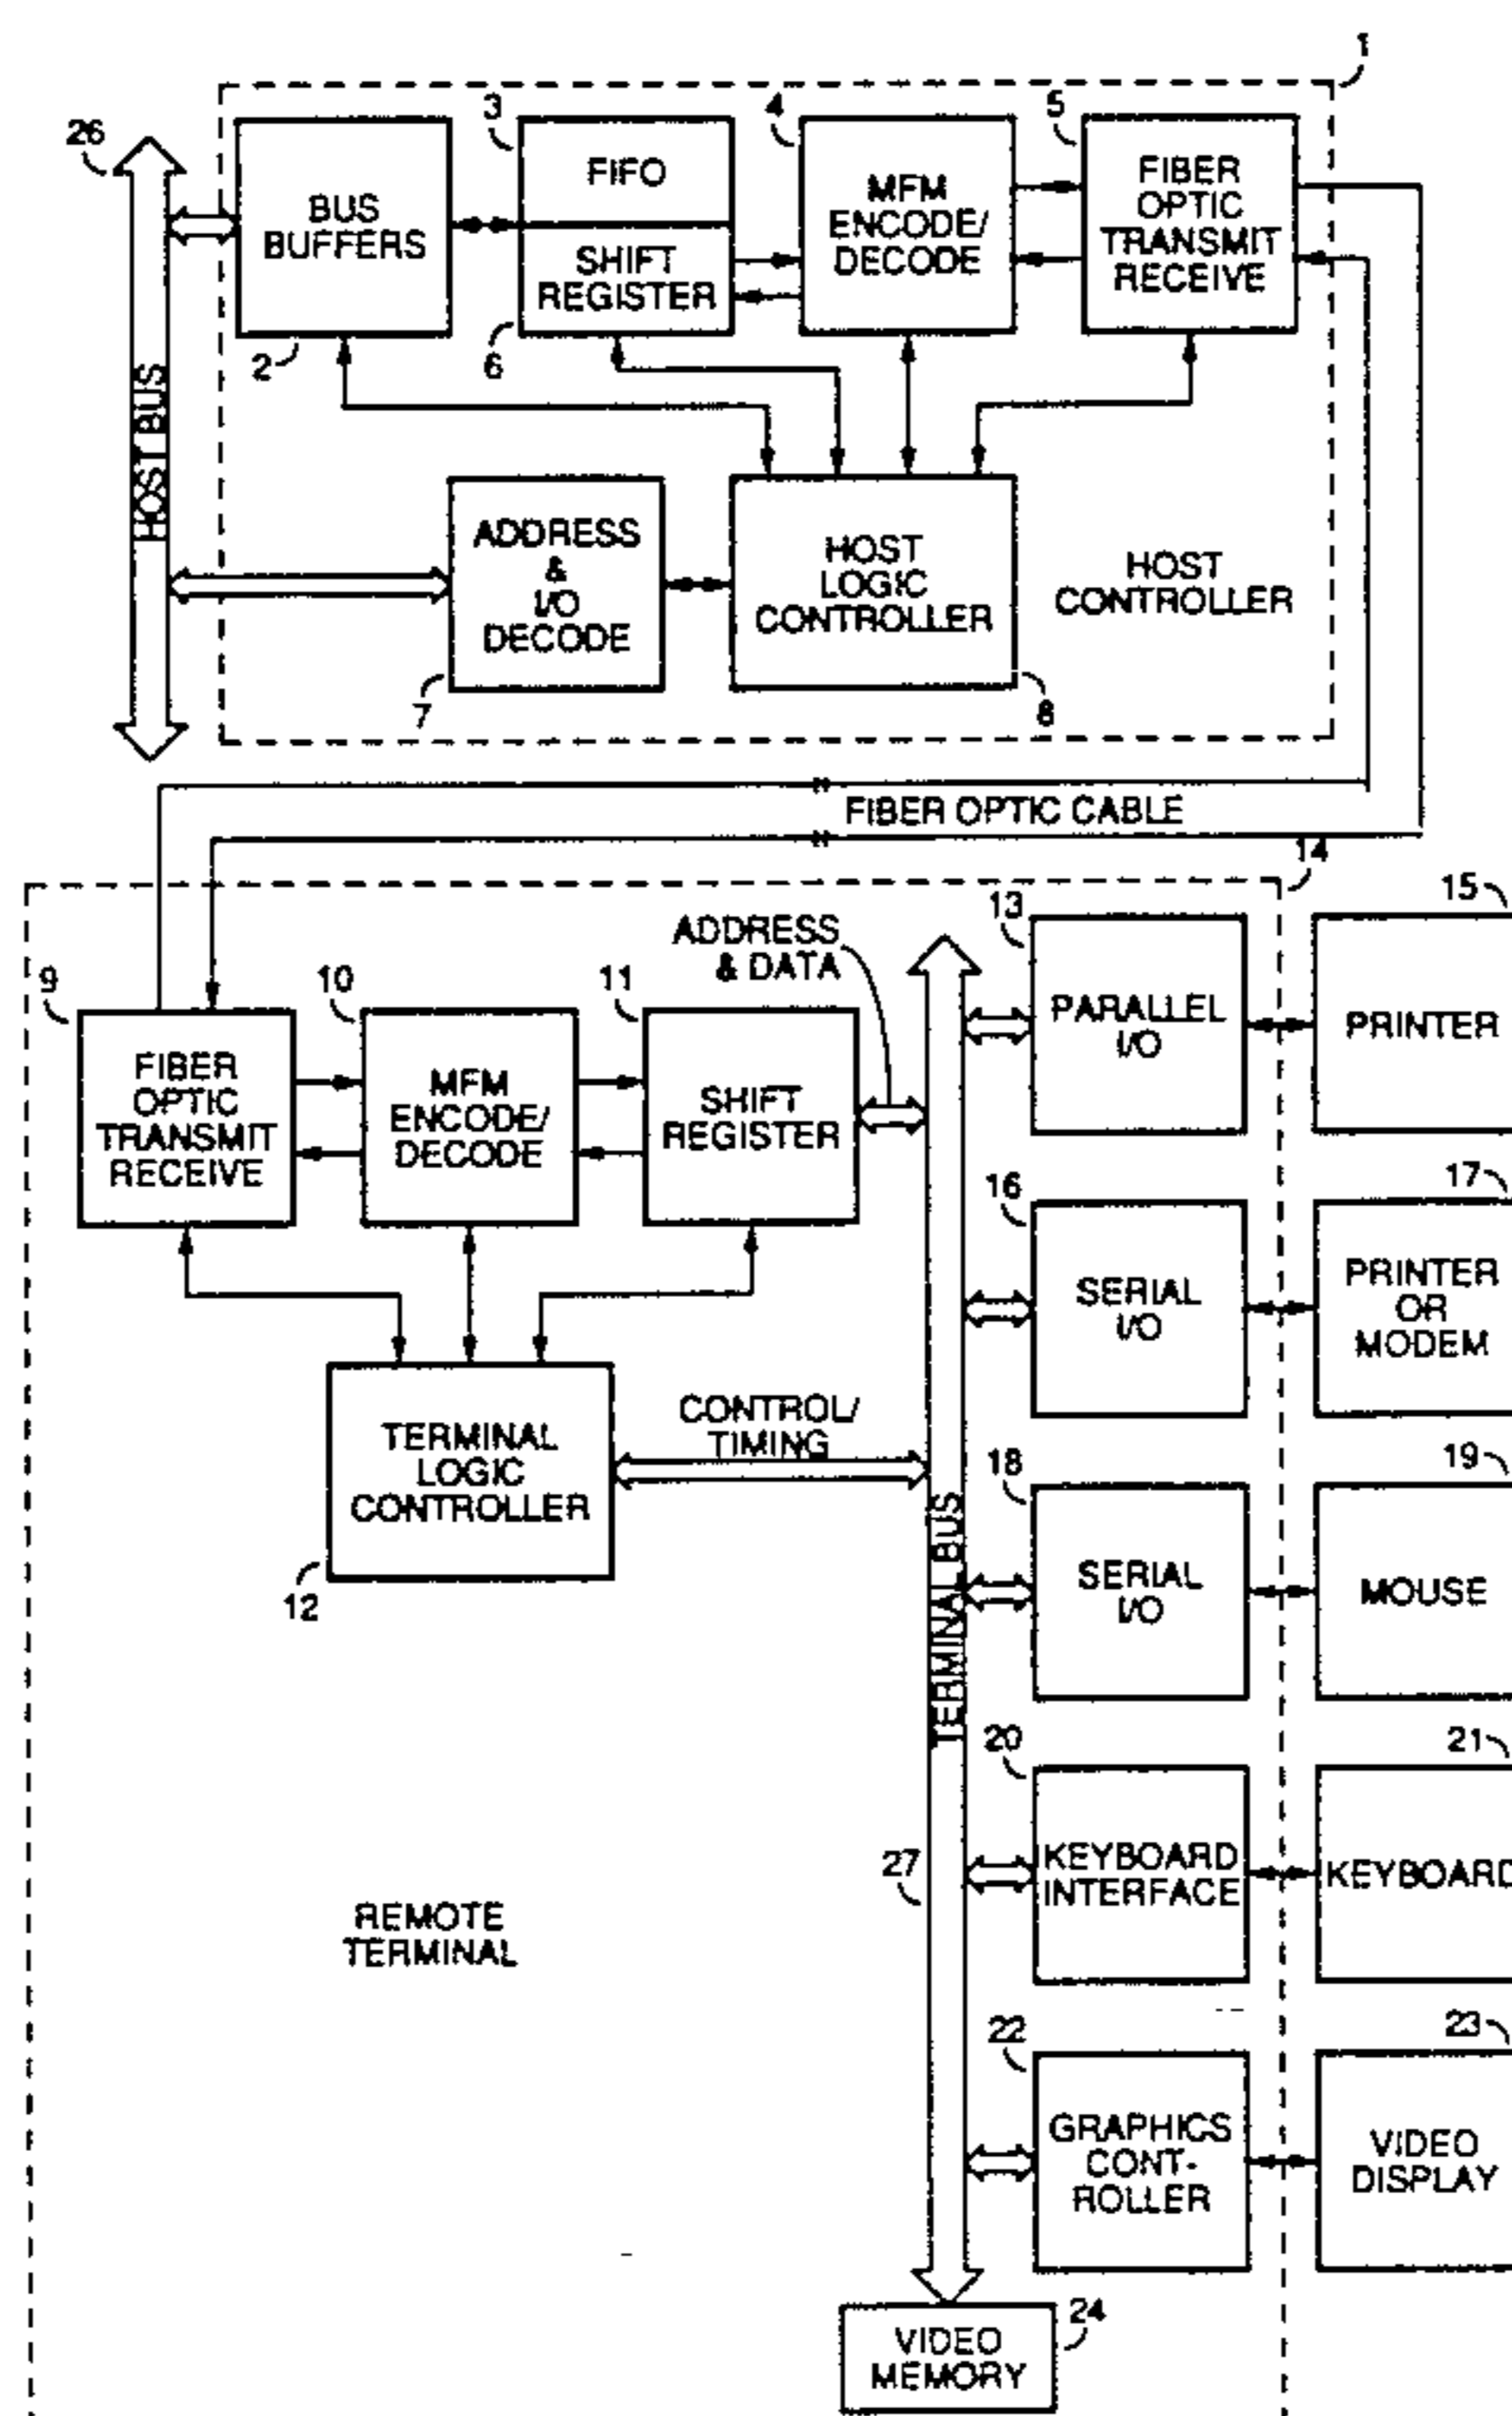 1
26
3
4
5
BUS
BUFFERS
FIFO
SHIFT
REGISTER
MFM
ENCODE/
DECODE
FIBER
OPTIC
TRANSMIT
RECEIVE
2
6
HOST BUS
ADDRESS
&
I/O
DECODE
HOST
LOGIC
CONTROLLER
HOST
CONTROLLER
7
8
FIBER OPTIC CABLE
14
ADDRESS
& DATA
13
15
9
10
11
PARALLEL
I/O
PRINTER
FIBER
OPTIC
TRANSMIT
RECEIVE
MFM
ENCODE/
DECODE
SHIFT
REGISTER
16
17
SERIAL
I/O
PRINTER
OR
MODEM
TERMINAL
LOGIC
CONTROLLER
CONTROL/
TIMING
12
18
19
TERMINAL BUS
SERIAL
I/O
MOUSE
20
21
27
KEYBOARD
INTERFACE
KEYBOARD
REMOTE
TERMINAL
22
23
GRAPHICS
CONT-
ROLLER
VIDEO
DISPLAY
24
VIDEO
MEMORY